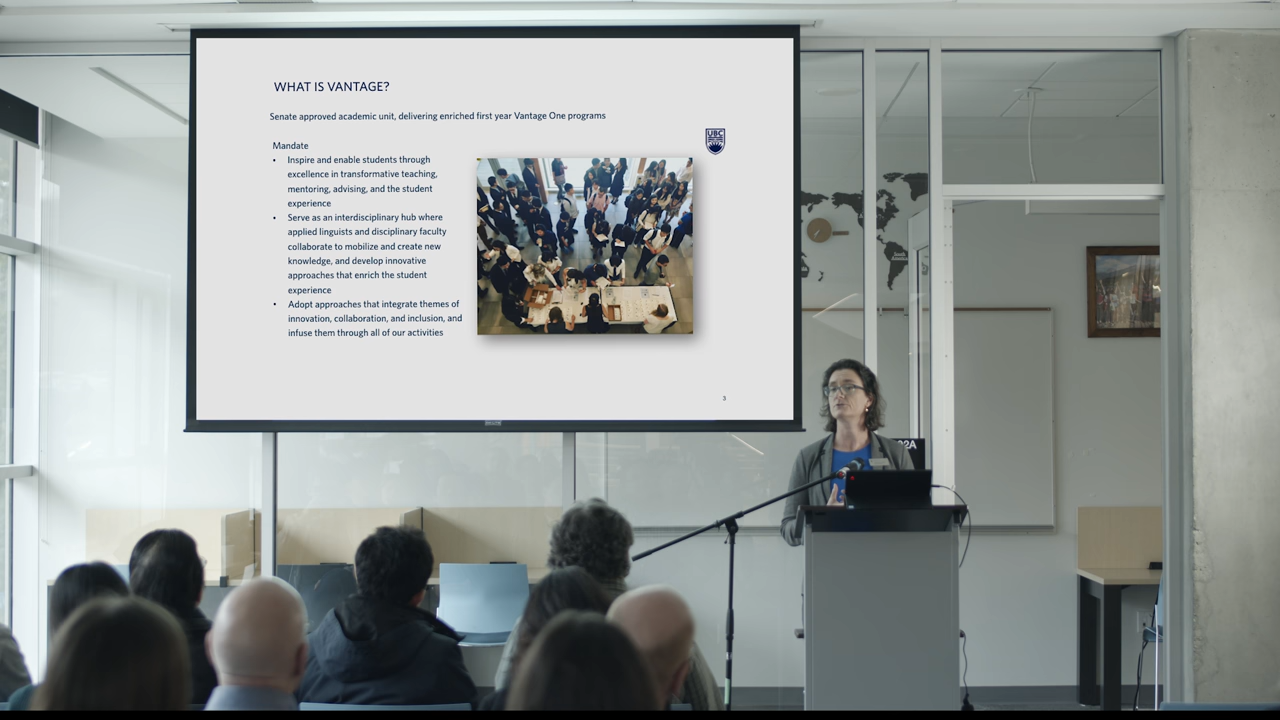 WHAT IS VANTAGE?
Senate approved academic unit, delivering enriched first year Vantage One programs
UBC
Mandate
• Inspire and enable students through
excellence in transformative teaching,
mentoring, advising, and the student
experience
• Serve as an interdisciplinary hub where
applied linguists and disciplinary faculty
collaborate to mobilize and create new
knowledge, and develop innovative
approaches that enrich the student
experience
• Adopt approaches that integrate themes of
innovation, collaboration, and inclusion, and
infuse them through all of our activities
3
South
America
22A